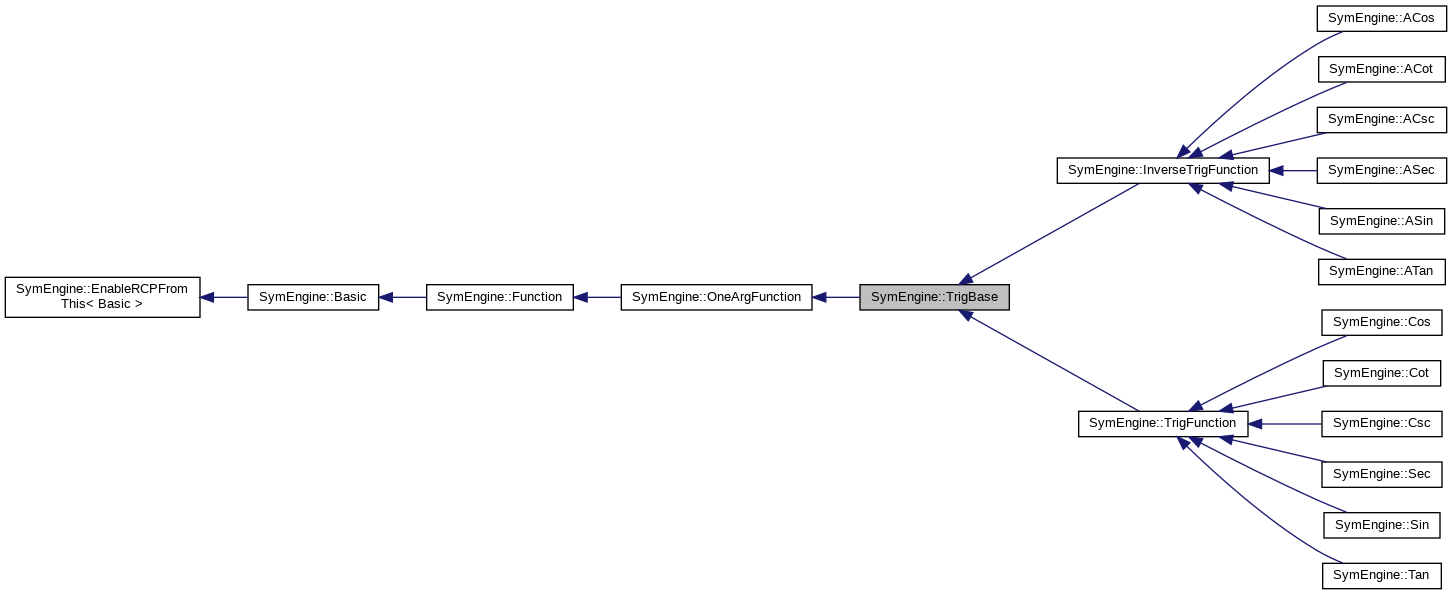 SymEngine::EnableRCPFrom
This< Basic >
SymEngine::Basic
SymEngine::Function
SymEngine::OneArgFunction
SymEngine::TrigBase
SymEngine::InverseTrigFunction
SymEngine::ACos
SymEngine::ACot
SymEngine::ACsc
SymEngine::ASec
SymEngine::ASin
SymEngine::ATan
SymEngine::TrigFunction
SymEngine::Cos
SymEngine::Cot
SymEngine::Csc
SymEngine::Sec
SymEngine::Sin
SymEngine::Tan